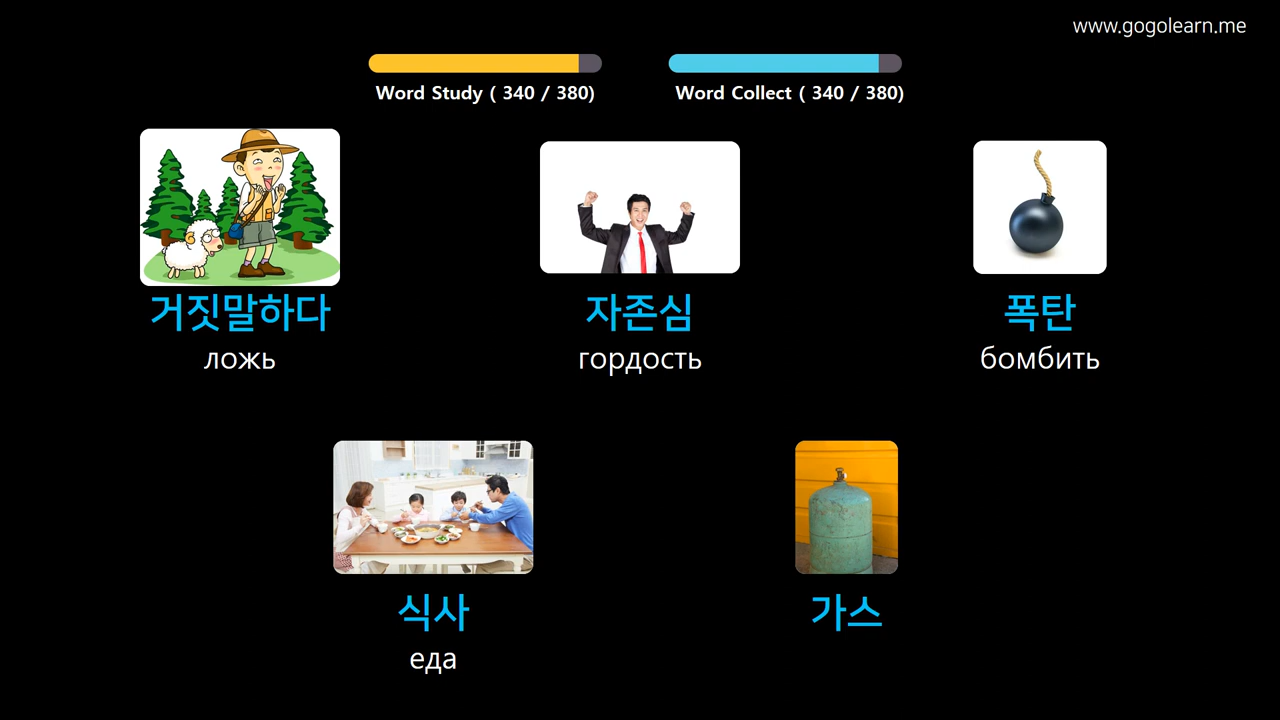 www.gogolearn.me
Word Study ( 340 / 380)
Word Collect ( 340 / 380)
거짓말하다
ложь
자존심
гордость
폭탄
бомбить
식사
еда
가스